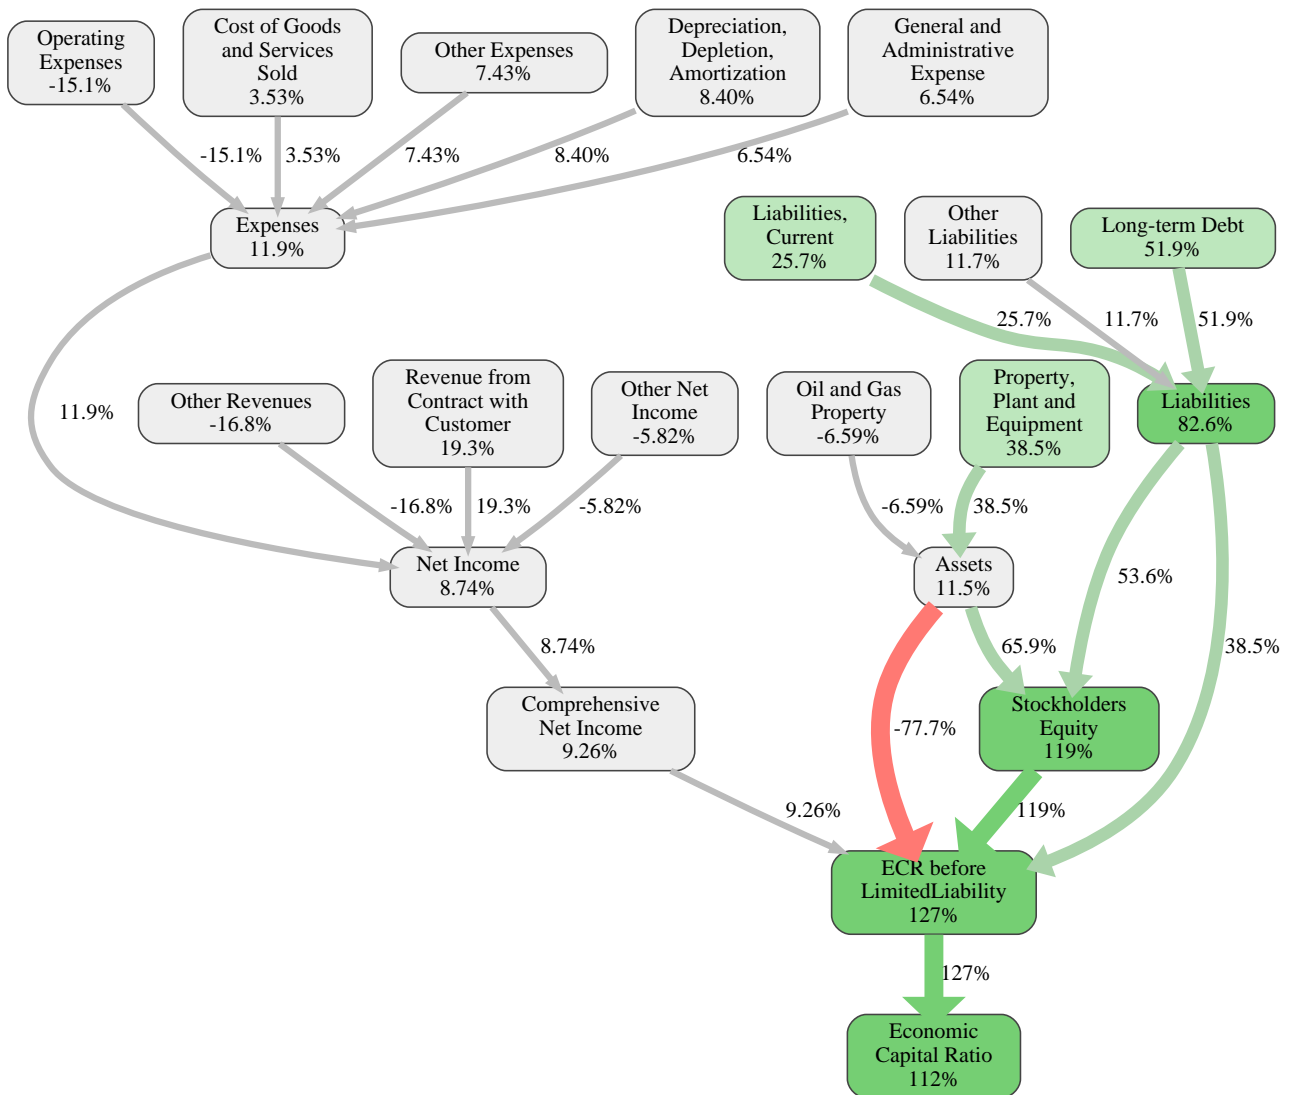 Operating
Expenses
-15.1%
Cost of Goods
and Services
Sold
3.53%
Other Expenses
7.43%
Depreciation,
Depletion,
Amortization
8.40%
General and
Administrative
Expense
6.54%
-15.1%
3.53%
7.43%
8.40%
6.54%
Expenses
11.9%
Liabilities,
Current
25.7%
Other
Liabilities
11.7%
Long-term Debt
51.9%
25.7%
11.7%
51.9%
11.9%
Other Revenues
-16.8%
Revenue from
Contract with
Customer
19.3%
Other Net
Income
-5.82%
Oil and Gas
Property
-6.59%
Property,
Plant and
Equipment
38.5%
Liabilities
82.6%
-16.8%
19.3%
-5.82%
-6.59%
38.5%
Net Income
8.74%
Assets
11.5%
53.6%
8.74%
65.9%
38.5%
Comprehensive
Net Income
9.26%
-77.7%
Stockholders
Equity
119%
9.26%
119%
ECR before
LimitedLiability
127%
127%
Economic
Capital Ratio
112%